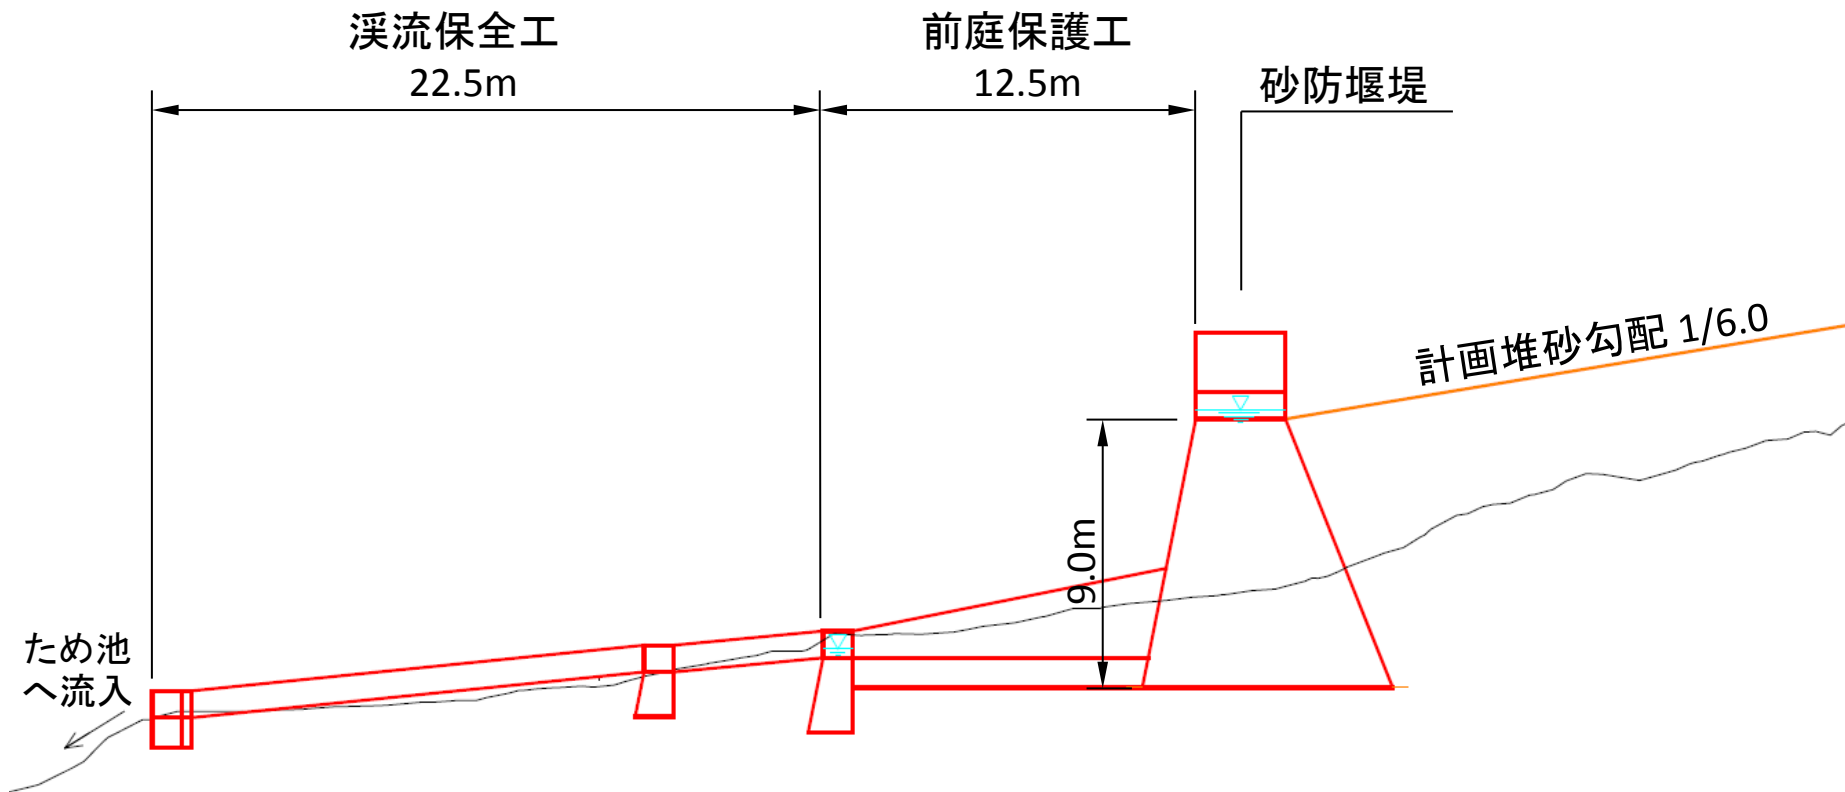 渓流保全工
22.5m
前庭保護工
12.5m
砂防堰堤
計画堆砂勾配 1/6.0
9.0m
ため池
へ流入